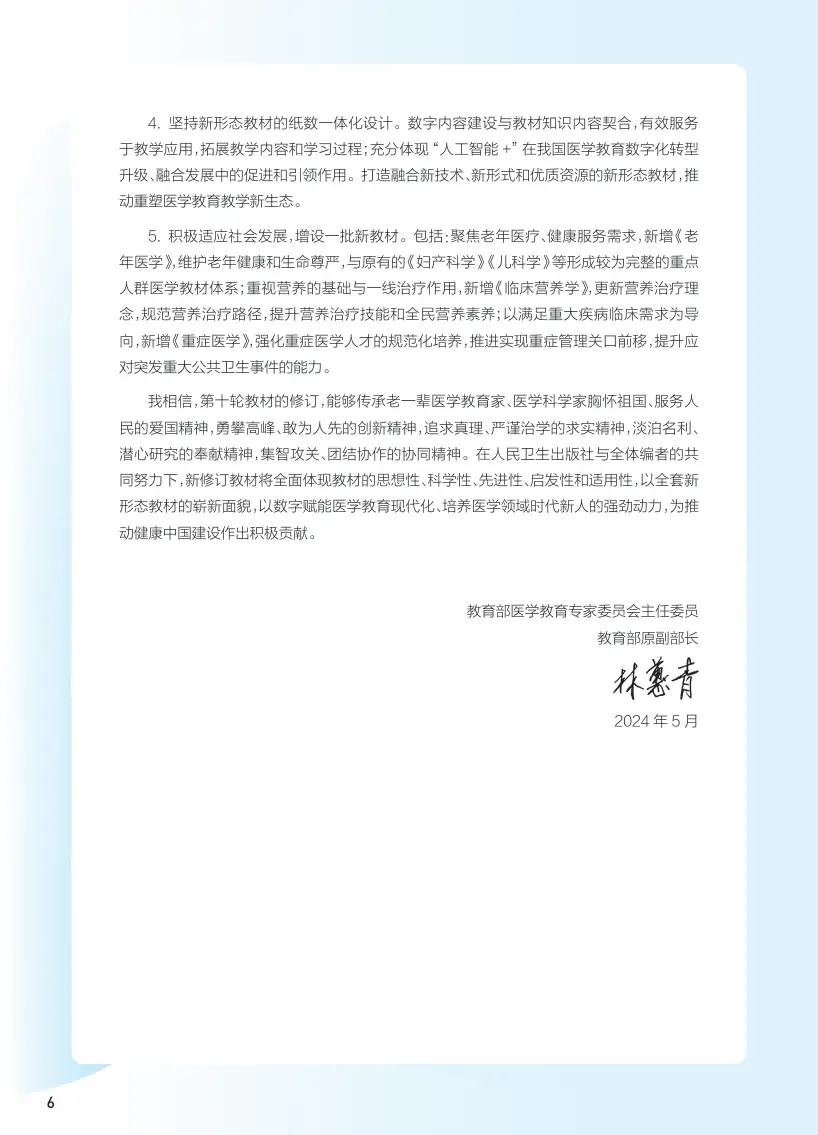 4. 坚持新形态教材的纸数一体化设计。数字内容建设与教材知识内容契合，有效服务
于教学应用，拓展教学内容和学习过程；充分体现“人工智能+”在我国医学教育数字化转型
升级、融合发展中的促进和引领作用。打造融合新技术、新形式和优质资源的新形态教材，推
动重塑医学教育教学新生态。
5. 积极适应社会发展，增设一批新教材。包括：聚焦老年医疗、健康服务需求，新增《老
年医学》，维护老年健康和生命尊严，与原有的《妇产科学》《儿科学》等形成较为完整的重点
人群医学教材体系；重视营养的基础与一线治疗作用，新增《临床营养学》，更新营养治疗理
念，规范营养治疗路径，提升营养治疗技能和全民营养素养；以满足重大疾病临床需求为导
向，新增《重症医学》，强化重症医学人才的规范化培养，推进实现重症管理关口前移，提升应
对突发重大公共卫生事件的能力。
我相信，第十轮教材的修订，能够传承老一辈医学教育家、医学科学家胸怀祖国、服务人
民的爱国精神，勇攀高峰、敢为人先的创新精神，追求真理、严谨治学的求实精神，淡泊名利、
潜心研究的奉献精神，集智攻关、团结协作的协同精神。在人民卫生出版社与全体编者的共
同努力下，新修订教材将全面体现教材的思想性、科学性、先进性、启发性和适用性，以全套新
形态教材的崭新面貌，以数字赋能医学教育现代化、培养医学领域时代新人的强劲动力，为推
动健康中国建设作出积极贡献。
教育部医学教育专家委员会主任委员
教育部原副部长
林蕙青
2024 年 5 月
6